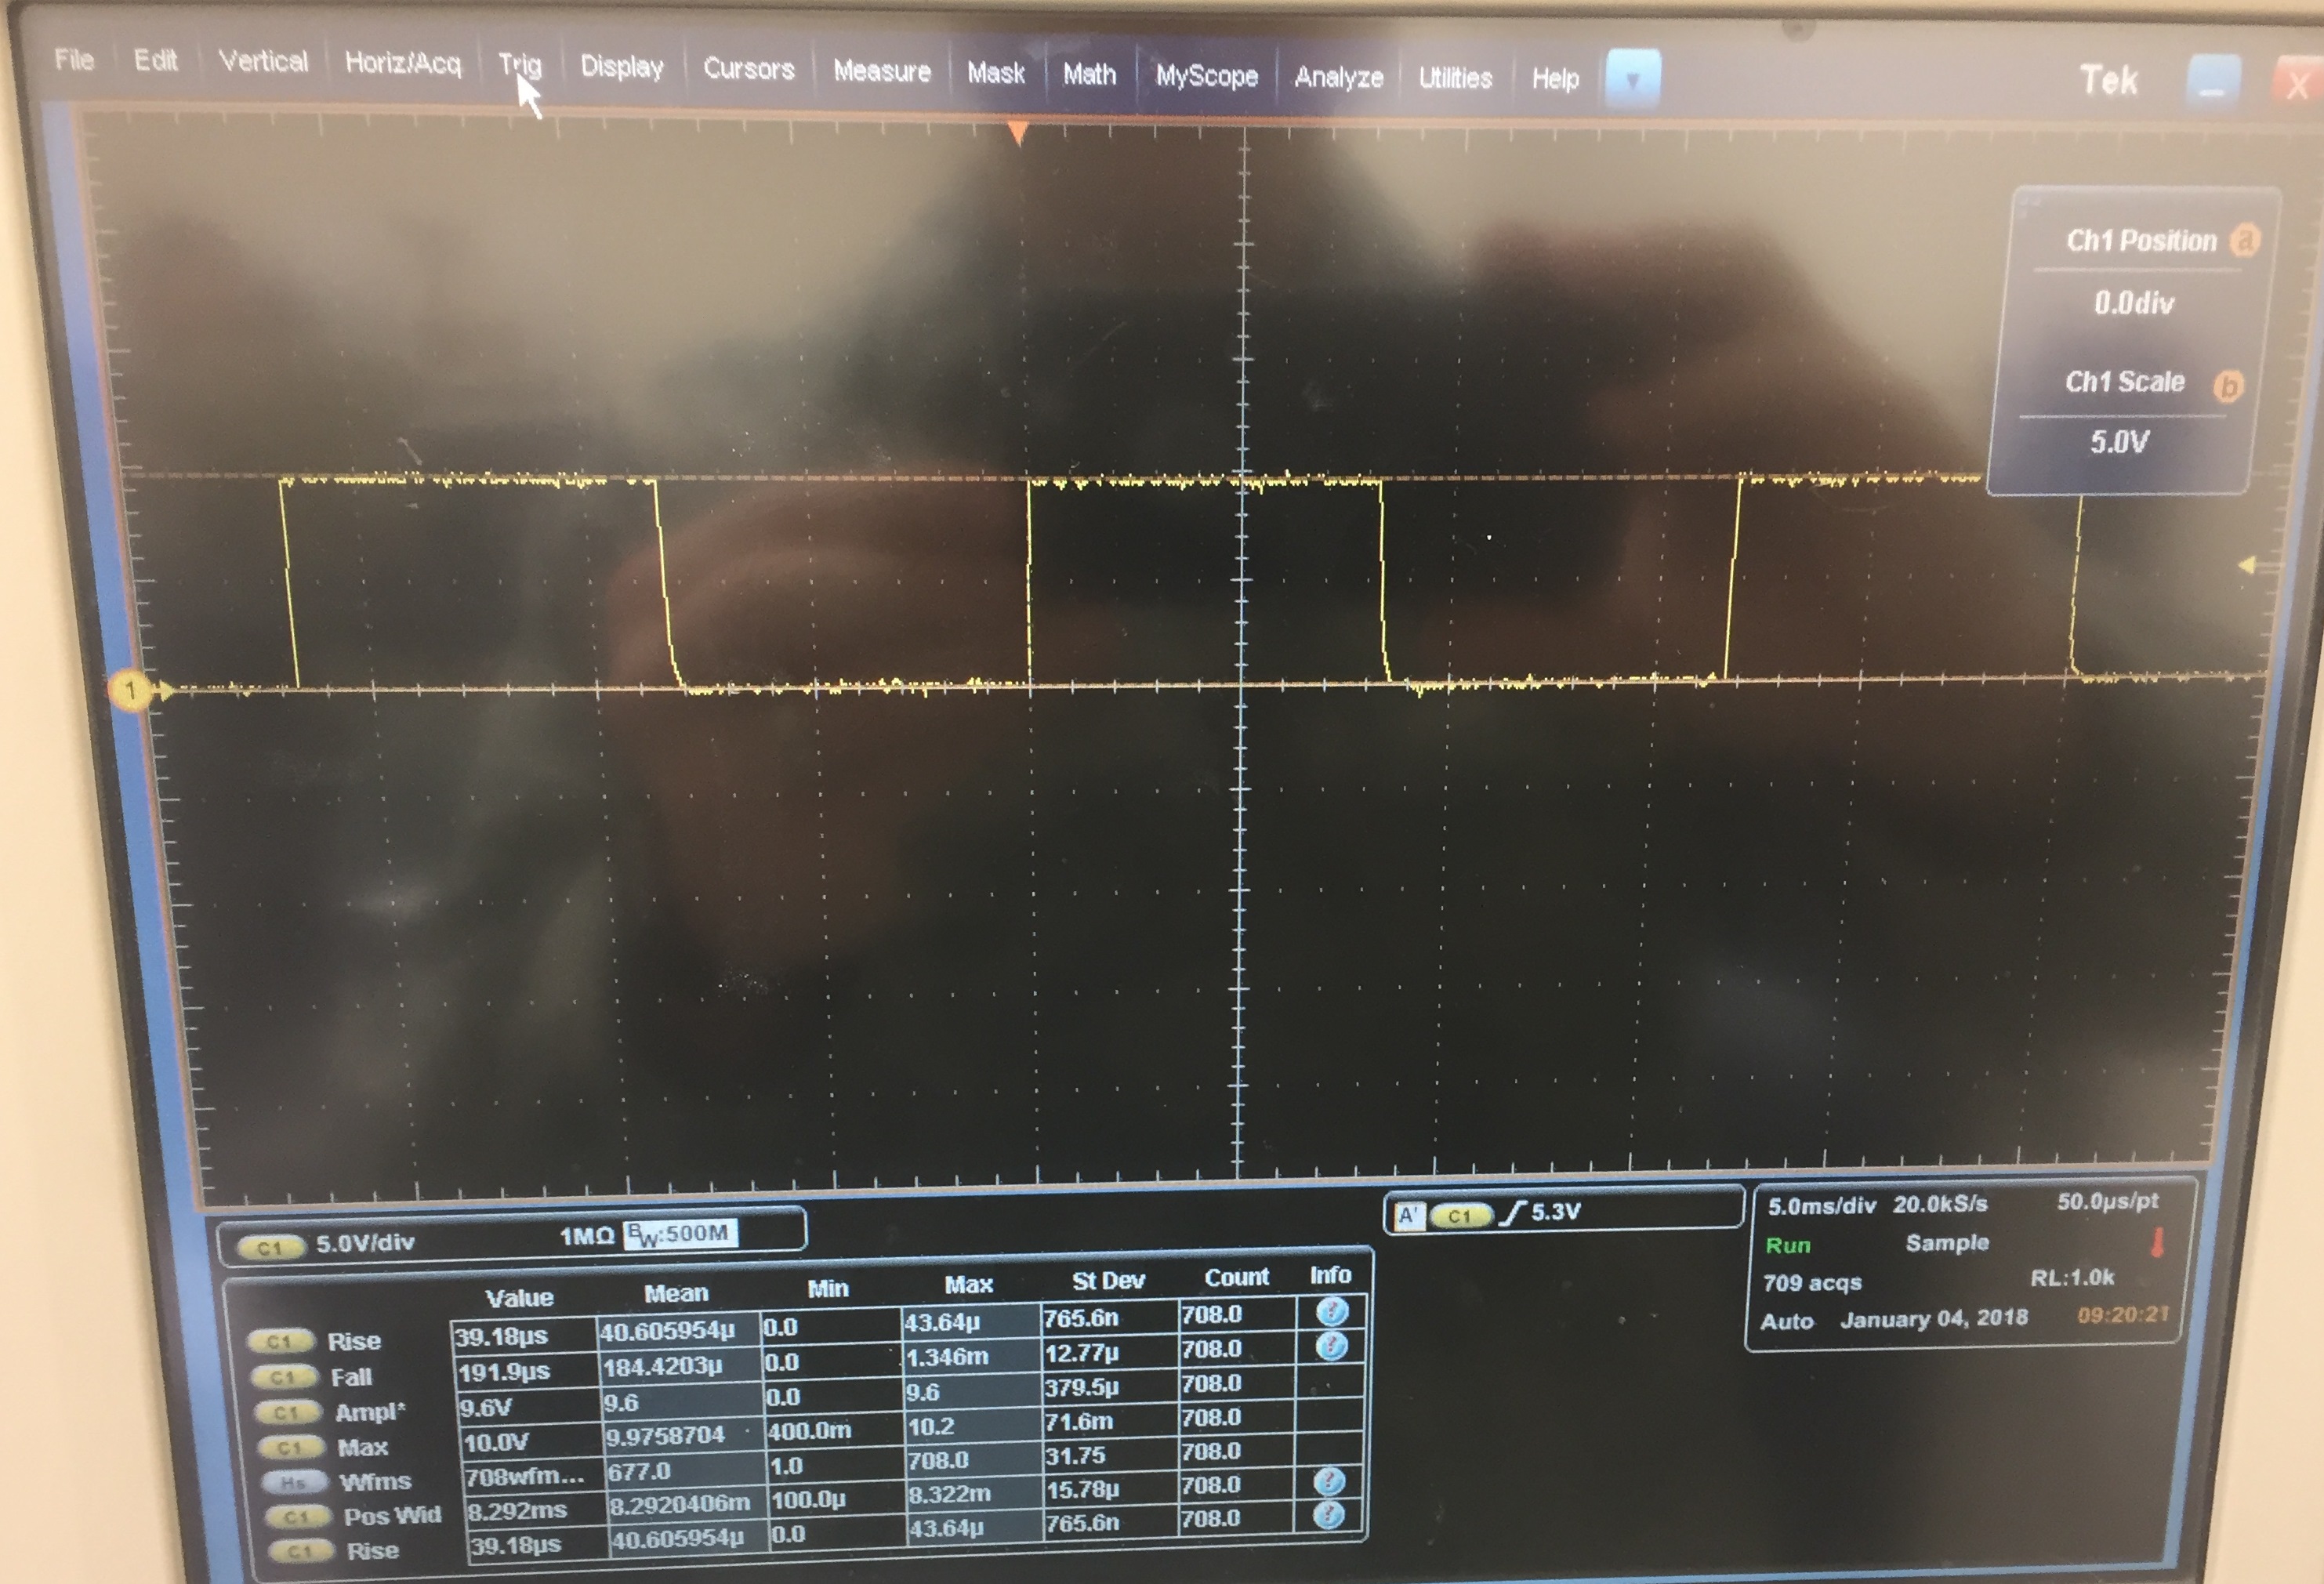 File Edit Vertical Horiz/Acq Trig Display Cursors Measure Mask Math MyScope Analyze Utilities Help Tek X
Ch1 Position a
0.0div
Ch1 Scale b
5.0V
1
C1 5.0V/div 1MΩ BW:500M
A' C1 5.3V
5.0ms/div 20.0kS/s 50.0µs/pt
Run Sample
709 acqs RL:1.0k
Auto January 04, 2018 09:20:21
Value Mean Min Max St Dev Count Info
C1 Rise 39.18µs 40.605954µ 0.0 43.64µ 765.6n 708.0
C1 Fall 191.9µs 184.4203µ 0.0 1.346m 12.77µ 708.0
C1 Ampl* 9.6V 9.6 0.0 9.6 379.5µ 708.0
C1 Max 10.0V 9.9758704 400.0m 10.2 71.6m 708.0
Hs Wfms 708wfm... 677.0 1.0 708.0 31.75 708.0
C1 Pos Wid 8.292ms 8.2920406m 100.0µ 8.322m 15.78µ 708.0
C1 Rise 39.18µs 40.605954µ 0.0 43.64µ 765.6n 708.0